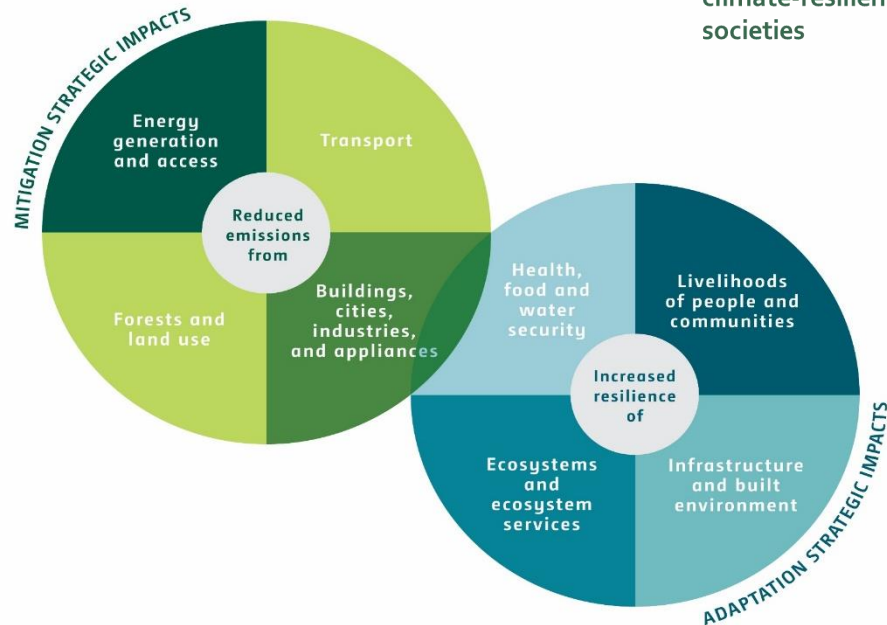 climate-resilient
societies
MITIGATION STRATEGIC IMPACTS
Energy
generation
and access
Transport
Reduced
emissions
from
Forests and
land use
Buildings,
cities,
industries,
and appliances
Health,
food and
water
security
Livelihoods
of people and
communities
Increased
resilience
of
Ecosystems
and
ecosystem
services
Infrastructure
and built
environment
ADAPTATION STRATEGIC IMPACTS